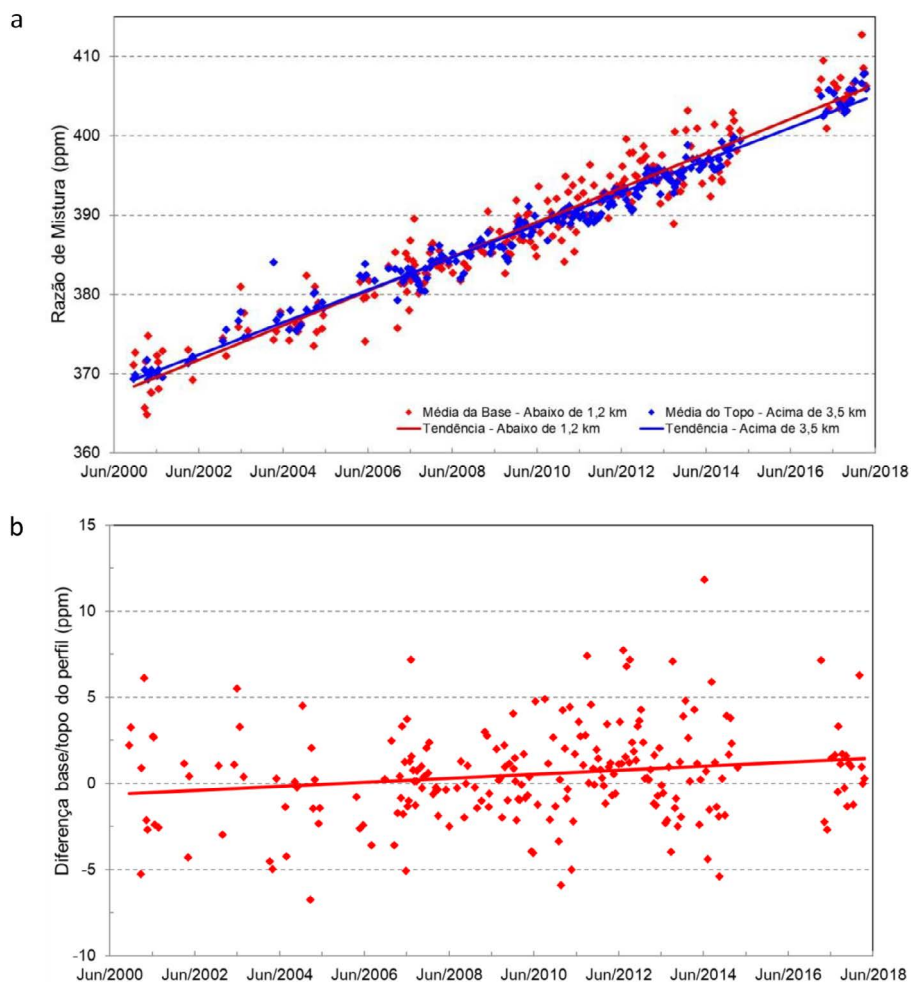 a
Razão de Mistura (ppm)
410
400
390
380
370
360
Média da Base - Abaixo de 1,2 km
Média do Topo - Acima de 3,5 km
Tendência - Abaixo de 1,2 km
Tendência - Acima de 3,5 km
Jun/2000 Jun/2002 Jun/2004 Jun/2006 Jun/2008 Jun/2010 Jun/2012 Jun/2014 Jun/2016 Jun/2018
b
Diferença base/topo do perfil (ppm)
15
10
5
0
-5
-10
Jun/2000 Jun/2002 Jun/2004 Jun/2006 Jun/2008 Jun/2010 Jun/2012 Jun/2014 Jun/2016 Jun/2018